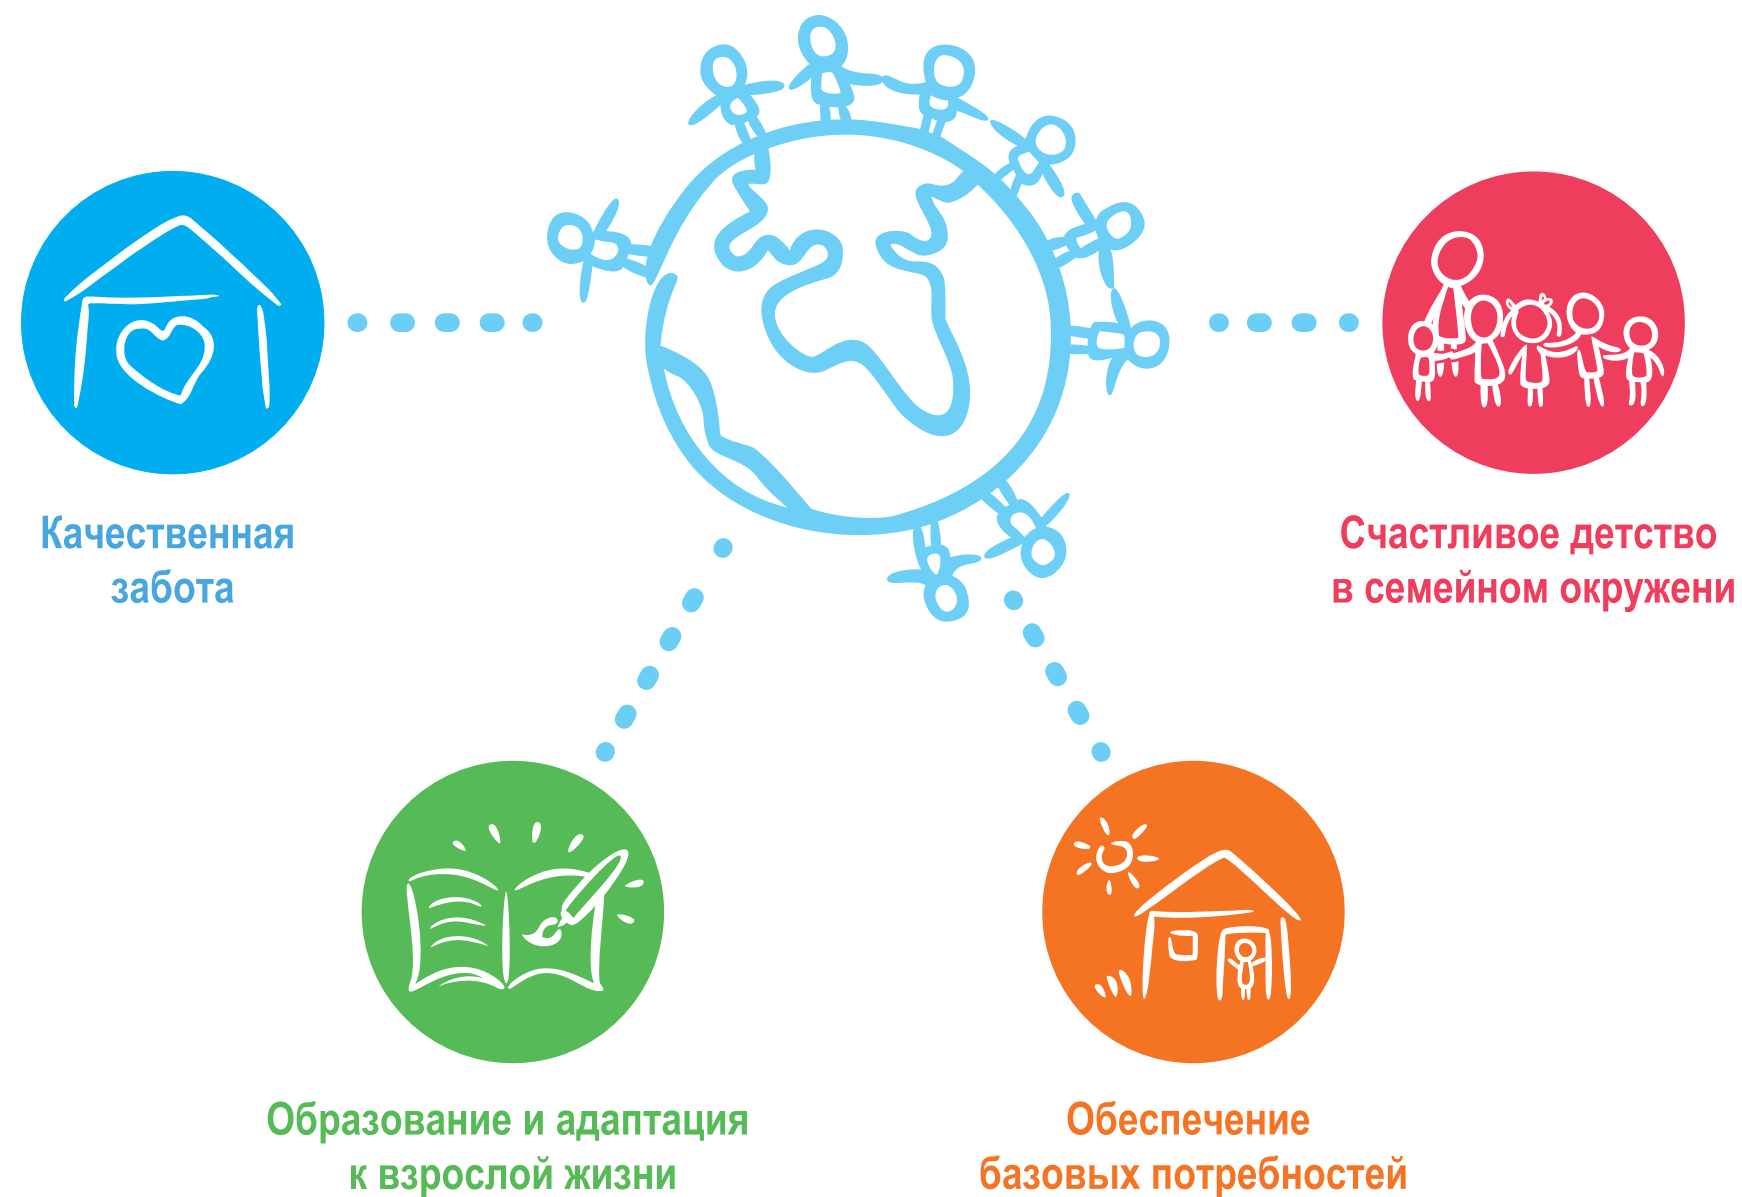 Качественная
забота
Счастливое детство
в семейном окружени
Образование и адаптация
к взрослой жизни
Обеспечение
базовых потребностей